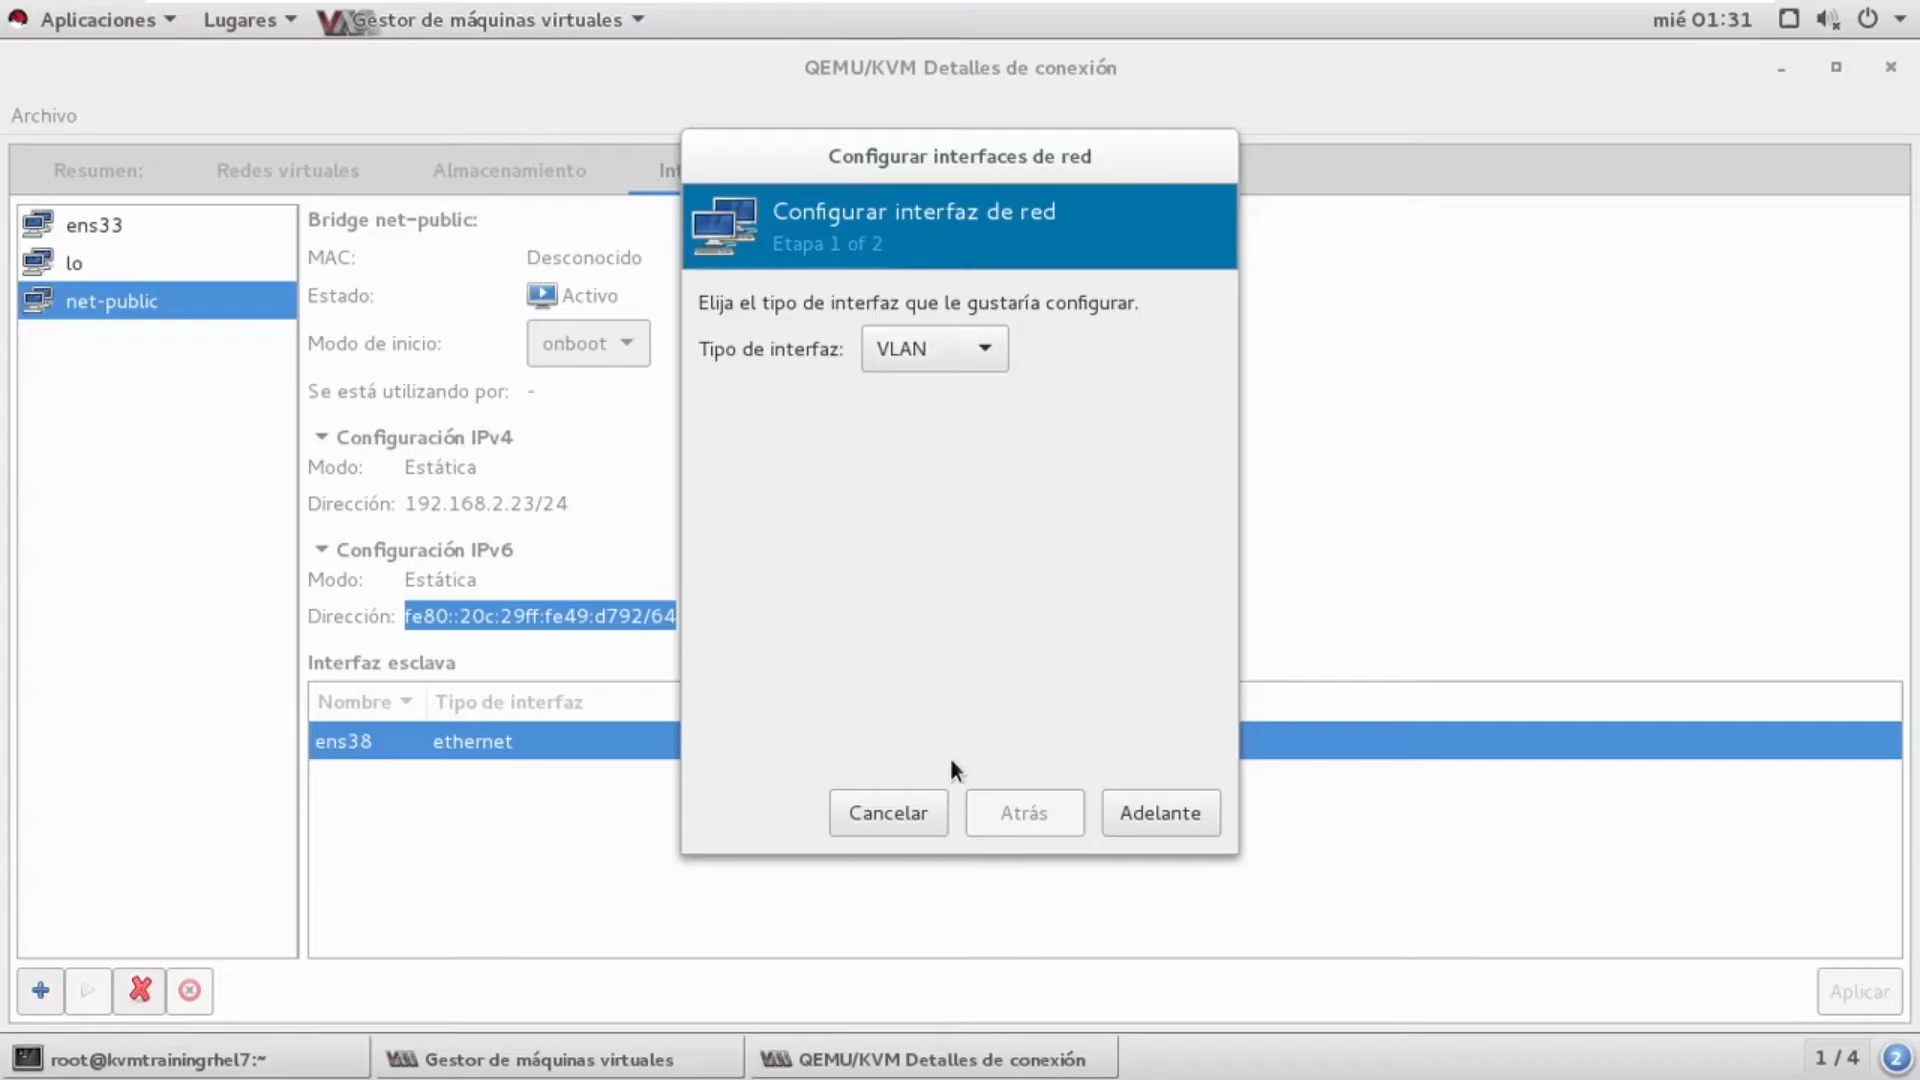 Aplicaciones Lugares Gestor de máquinas virtuales mié 01:31
QEMU/KVM Detalles de conexión
Archivo
Resumen: Redes virtuales Almacenamiento
Configurar interfaces de red
Configurar interfaz de red
Etapa 1 of 2
Elija el tipo de interfaz que le gustaría configurar.
Tipo de interfaz: VLAN
Cancelar Atrás Adelante
ens33
lo
net-public
Bridge net-public:
MAC: Desconocido
Estado: Activo
Modo de inicio: onboot
Se está utilizando por: -
Configuración IPv4
Modo: Estática
Dirección: 192.168.2.23/24
Configuración IPv6
Modo: Estática
Dirección: fe80::20c:29ff:fe49:d792/64
Interfaz esclava
Nombre Tipo de interfaz
ens38 ethernet
Aplicar
root@kvmtrainingrhel7:~ Gestor de máquinas virtuales QEMU/KVM Detalles de conexión 1 / 4 2